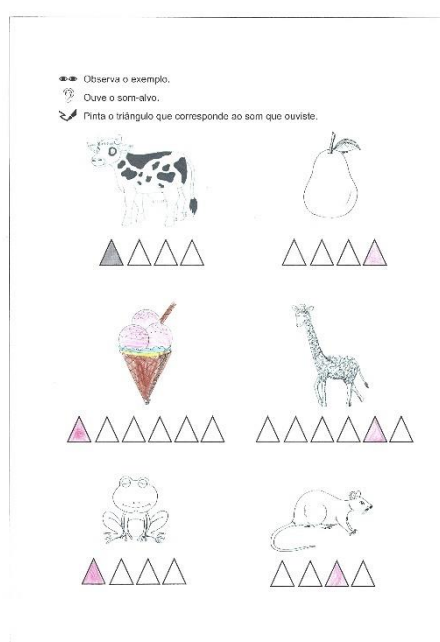 Observa o exemplo.
Ouve o som-alvo.
Pinta o triângulo que corresponde ao som que ouviste.